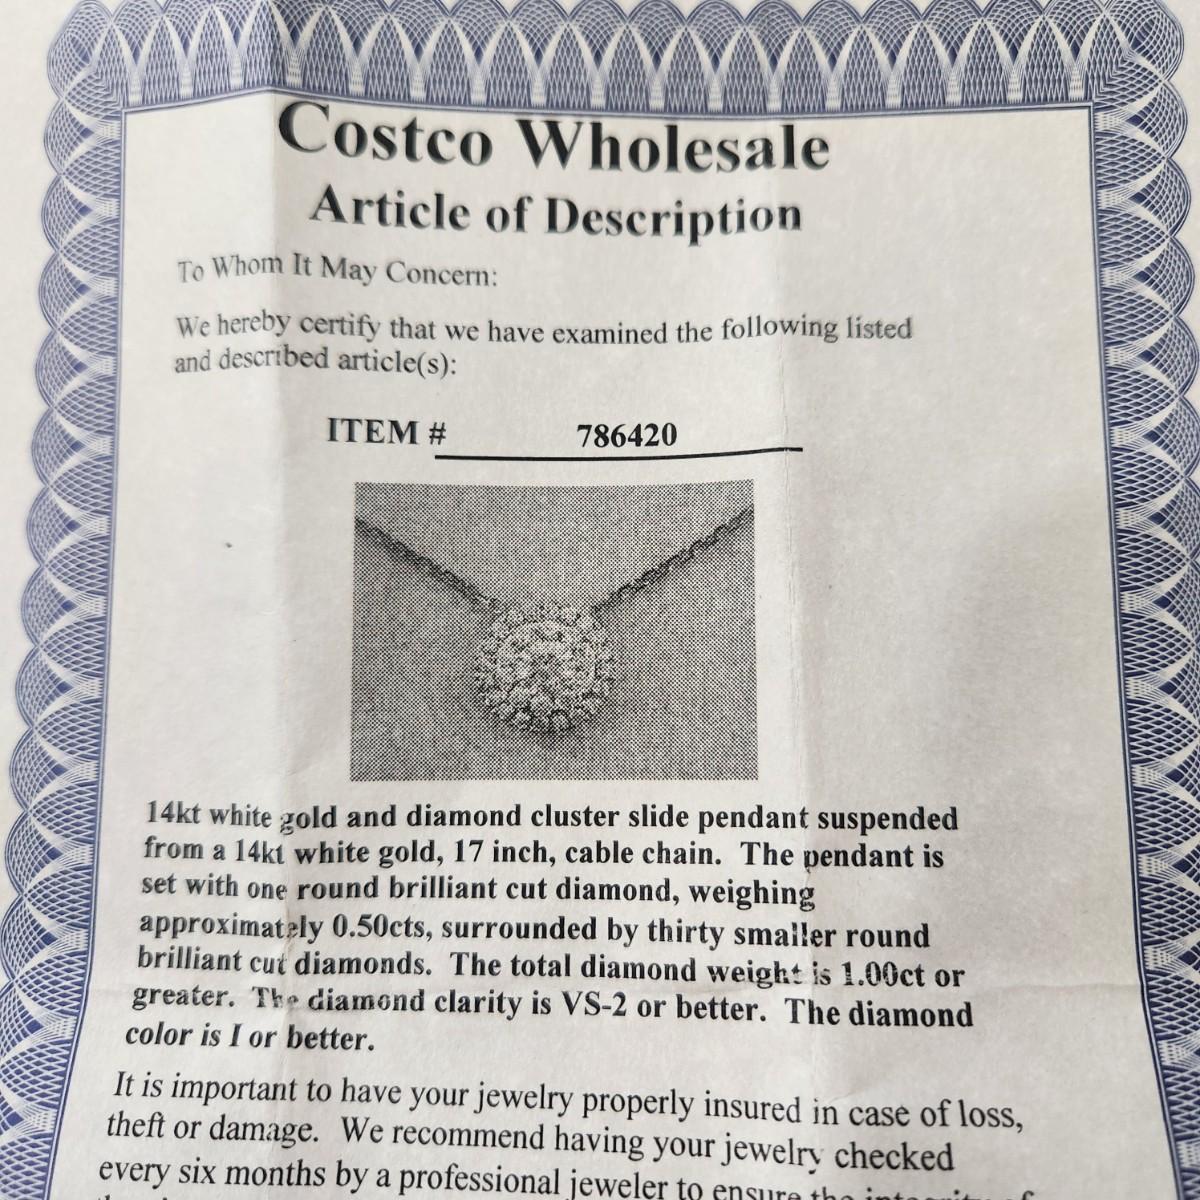 Costco Wholesale
Article of Description
To Whom It May Concern:
We hereby certify that we have examined the following listed
and described article(s):
ITEM # 786420
14kt white gold and diamond cluster slide pendant suspended
from a 14kt white gold, 17 inch, cable chain. The pendant is
set with one round brilliant cut diamond, weighing
approximately 0.50cts, surrounded by thirty smaller round
brilliant cut diamonds. The total diamond weight is 1.00ct or
greater. The diamond clarity is VS-2 or better. The diamond
color is I or better.
It is important to have your jewelry properly insured in case of loss,
theft or damage. We recommend having your jewelry checked
every six months by a professional jeweler to ensure the integrity of